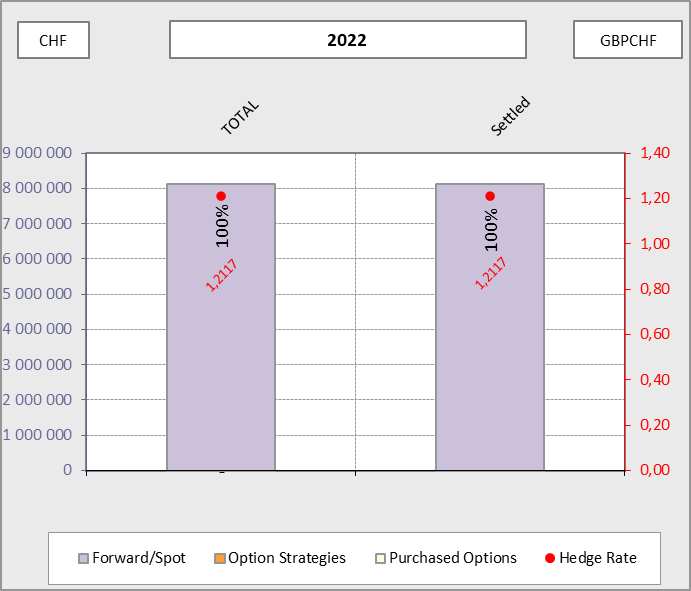 CHF
2022
GBPCHF
TOTAL
Settled
9 000 000
8 000 000
7 000 000
6 000 000
5 000 000
4 000 000
3 000 000
2 000 000
1 000 000
0
100%
1,2117
100%
1,2117
-
1,40
1,20
1,00
0,80
0,60
0,40
0,20
0,00
Forward/Spot
Option Strategies
Purchased Options
Hedge Rate